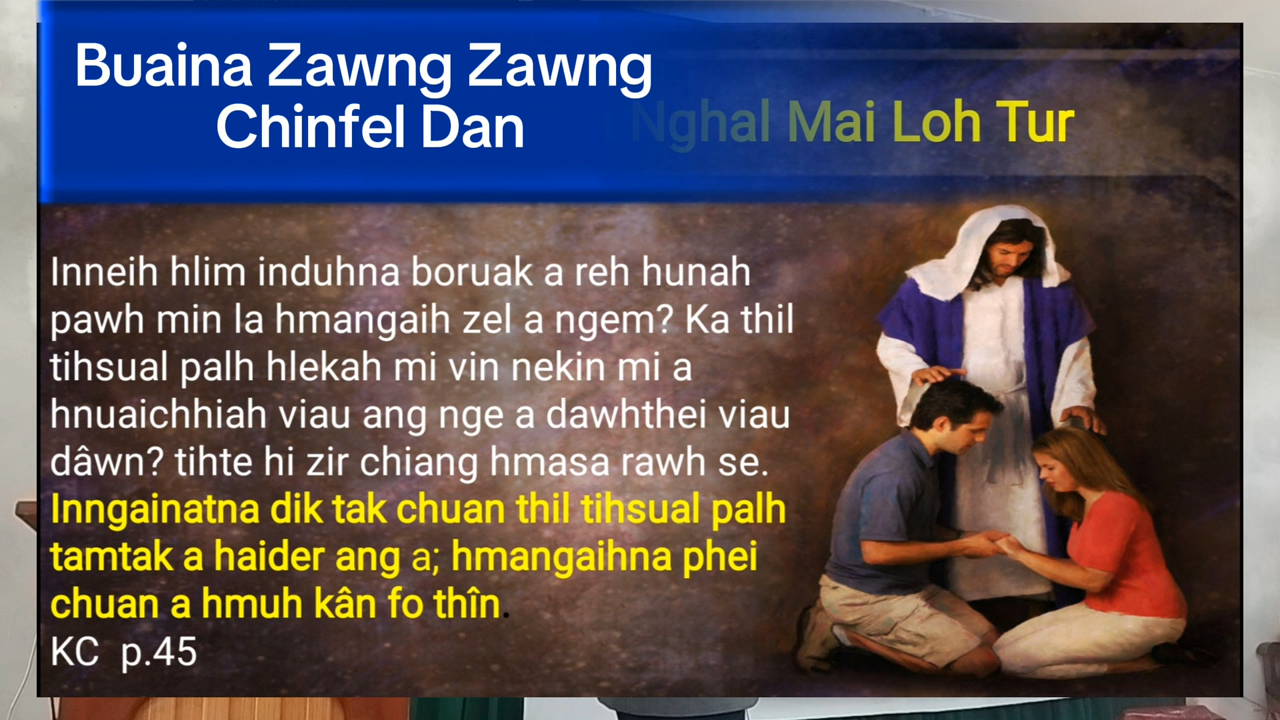 Buaina Zawng Zawng
Chinfel Dan
Nghal Mai Loh Tur
Inneih hlim induhna boruak a reh hunah
pawh min la hmangaih zel a ngem? Ka thil
tihsual palh hlekah mi vin nekin mi a
hnuaichhiah viau ang nge a dawhthei viau
dâwn? tihte hi zir chiang hmasa rawh se.
Inngainatna dik tak chuan thil tihsual palh
tamtak a haider ang a; hmangaihna phei
chuan a hmuh kân fo thîn.
KC p.45